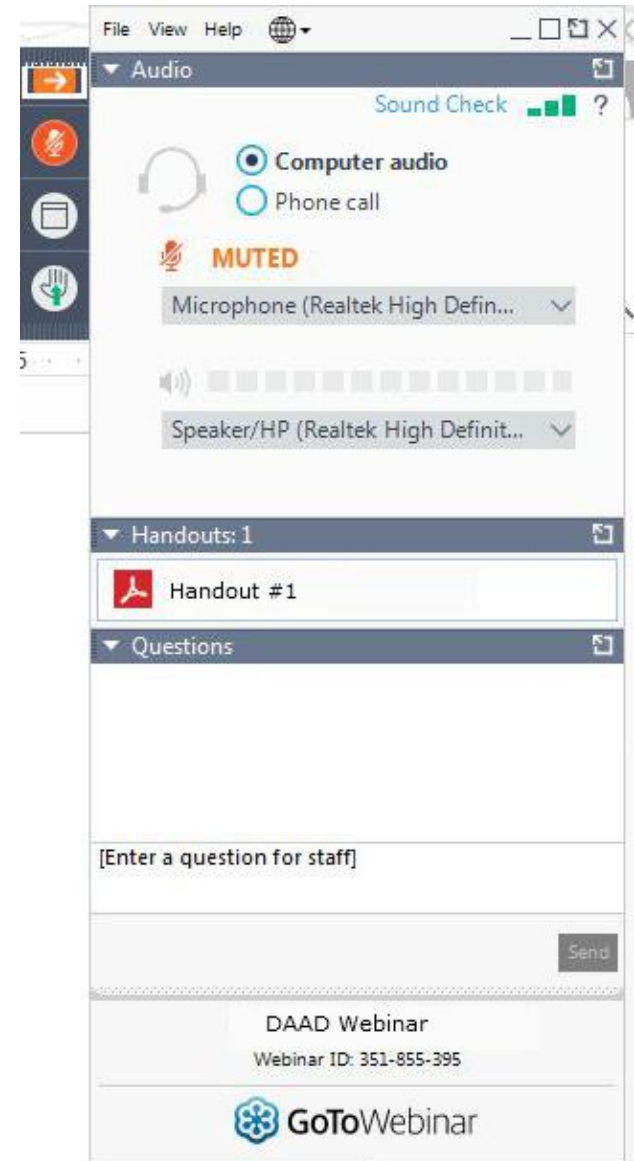 File View Help
Audio
Sound Check ?
Computer audio
Phone call
MUTED
Microphone (Realtek High Defin...
Speaker/HP (Realtek High Definit...
Handouts: 1
Handout #1
Questions
[Enter a question for staff]
Send
DAAD Webinar
Webinar ID: 351-855-395
GoToWebinar